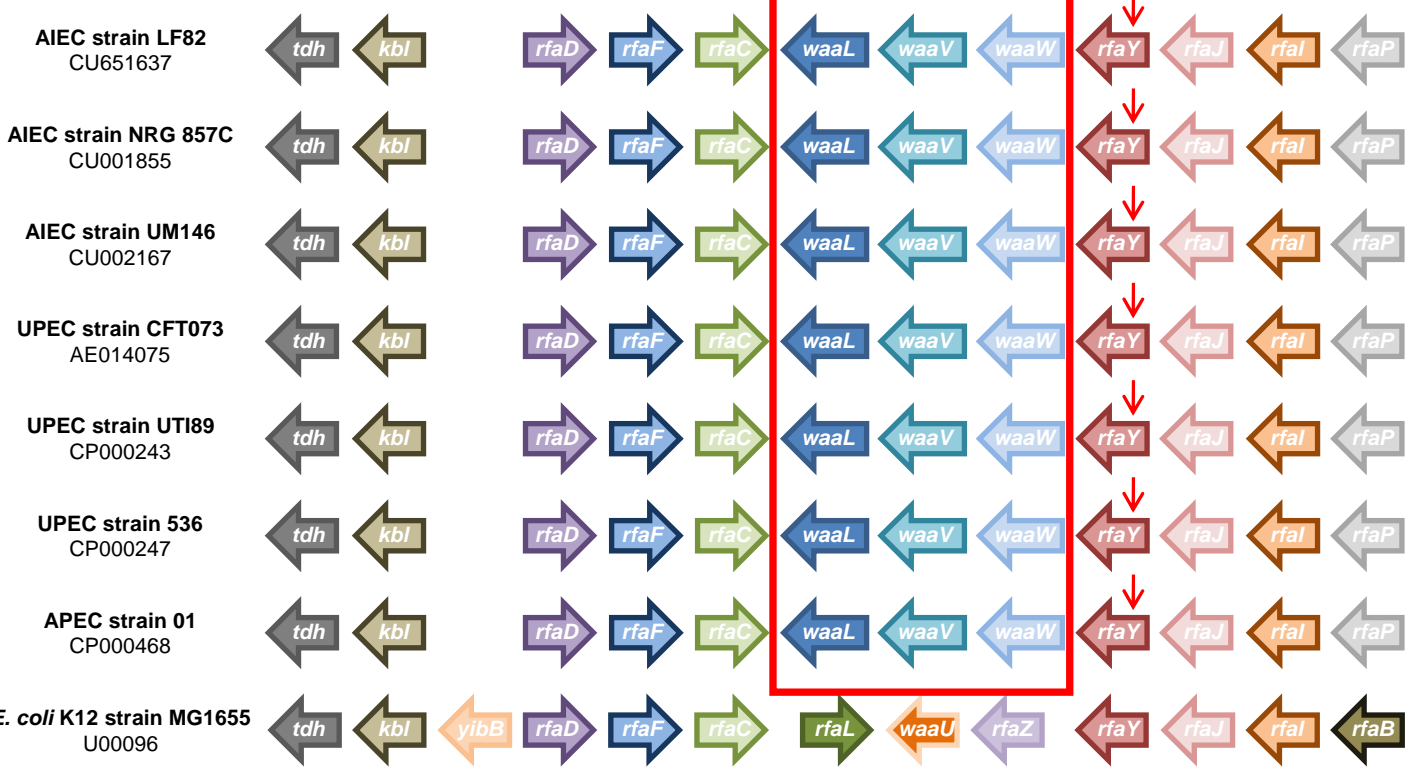 AIEC strain LF82
CU651637
tdh kbl rfaD rfaF rfaC waaL waaV waaW rfaY rfaJ rfaI rfaP
AIEC strain NRG 857C
CU001855
tdh kbl rfaD rfaF rfaC waaL waaV waaW rfaY rfaJ rfaI rfaP
AIEC strain UM146
CU002167
tdh kbl rfaD rfaF rfaC waaL waaV waaW rfaY rfaJ rfaI rfaP
UPEC strain CFT073
AE014075
tdh kbl rfaD rfaF rfaC waaL waaV waaW rfaY rfaJ rfaI rfaP
UPEC strain UTI89
CP000243
tdh kbl rfaD rfaF rfaC waaL waaV waaW rfaY rfaJ rfaI rfaP
UPEC strain 536
CP000247
tdh kbl rfaD rfaF rfaC waaL waaV waaW rfaY rfaJ rfaI rfaP
APEC strain 01
CP000468
tdh kbl rfaD rfaF rfaC waaL waaV waaW rfaY rfaJ rfaI rfaP
E. coli K12 strain MG1655
U00096
tdh kbl yibB rfaD rfaF rfaC rfaL waaU rfaZ rfaY rfaJ rfaI rfaB